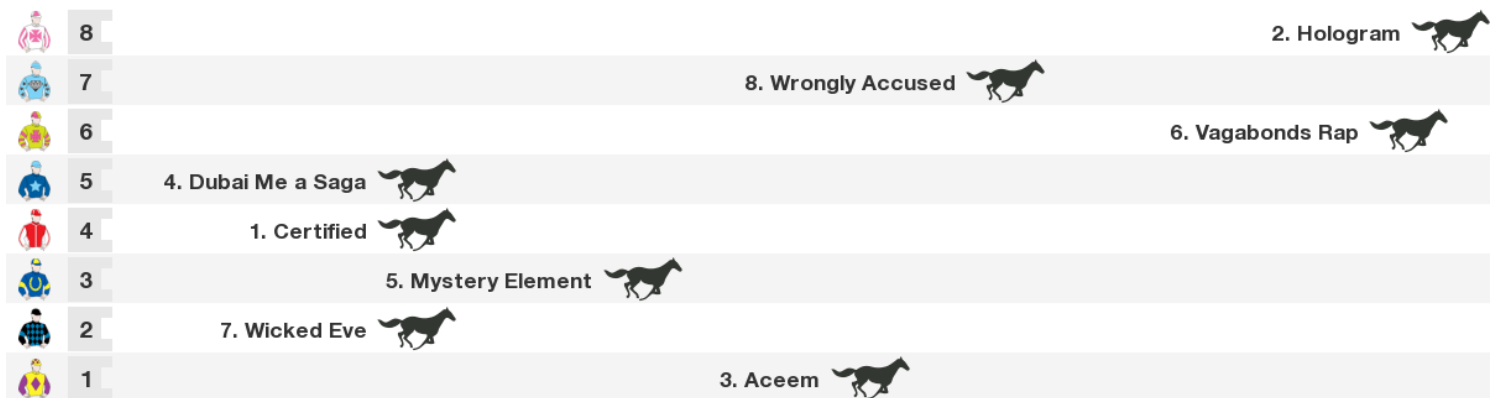 8 2. Hologram
7 8. Wrongly Accused
6 6. Vagabonds Rap
5 4. Dubai Me a Saga
4 1. Certified
3 5. Mystery Element
2 7. Wicked Eve
1 3. Aceem